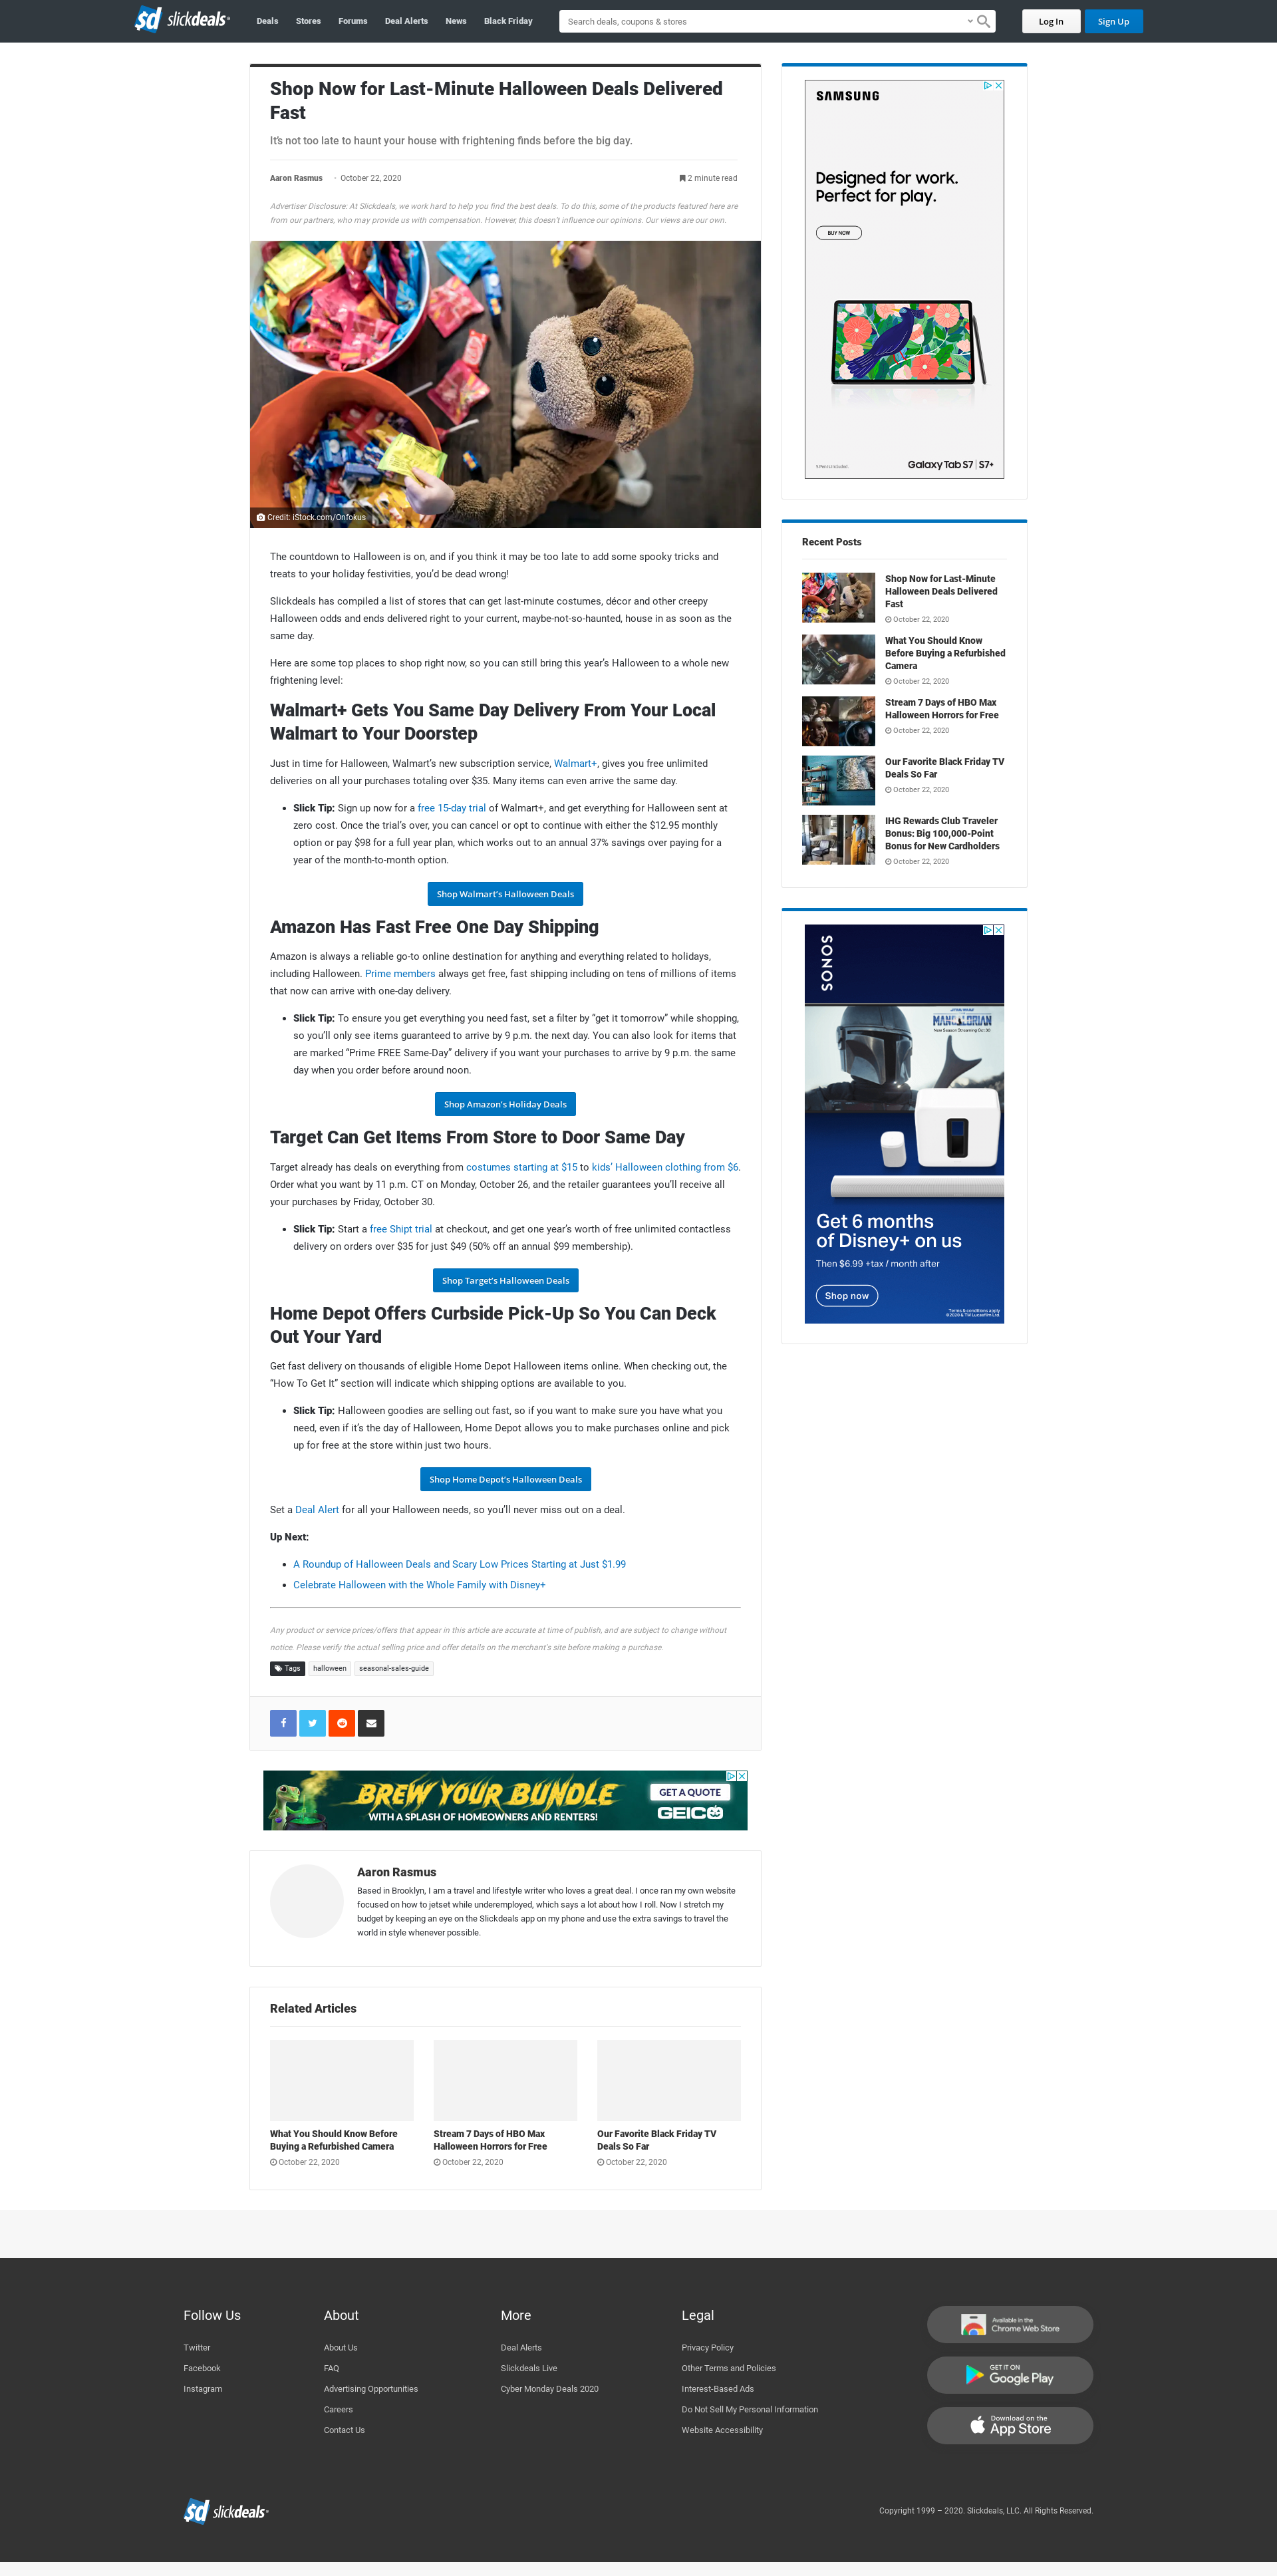 slickdeals
Deals
Stores
Forums
Deal Alerts
News
Black Friday
Search deals, coupons & stores
Log In
Sign Up
Shop Now for Last-Minute Halloween Deals Delivered
Fast
It's not too late to haunt your house with frightening finds before the big day.
Aaron Rasmus - October 22, 2020
2 minute read
Advertiser Disclosure: At Slickdeals, we work hard to help you find the best deals. To do this, some of the products featured here are
from our partners, who may provide us with compensation. However, this doesn't influence our opinions. Our views are our own.
Credit: iStock.com/Onfokus
The countdown to Halloween is on, and if you think it may be too late to add some spooky tricks and
treats to your holiday festivities, you'd be dead wrong!
Slickdeals has compiled a list of stores that can get last-minute costumes, décor and other creepy
Halloween odds and ends delivered right to your current, maybe-not-so-haunted, house in as soon as the
same day.
Here are some top places to shop right now, so you can still bring this year's Halloween to a whole new
frightening level:
Walmart+ Gets You Same Day Delivery From Your Local
Walmart to Your Doorstep
Just in time for Halloween, Walmart's new subscription service, Walmart+, gives you free unlimited
deliveries on all your purchases totaling over $35. Many items can even arrive the same day.
• Slick Tip: Sign up now for a free 15-day trial of Walmart+, and get everything for Halloween sent at
zero cost. Once the trial's over, you can cancel or opt to continue with either the $12.95 monthly
option or pay $98 for a full year plan, which works out to an annual 37% savings over paying for a
year of the month-to-month option.
Shop Walmart's Halloween Deals
Amazon Has Fast Free One Day Shipping
Amazon is always a reliable go-to online destination for anything and everything related to holidays,
including Halloween. Prime members always get free, fast shipping including on tens of millions of items
that now can arrive with one-day delivery.
• Slick Tip: To ensure you get everything you need fast, set a filter by "get it tomorrow" while shopping,
so you'll only see items guaranteed to arrive by 9 p.m. the next day. You can also look for items that
are marked "Prime FREE Same-Day" delivery if you want your purchases to arrive by 9 p.m. the same
day when you order before around noon.
Shop Amazon's Holiday Deals
Target Can Get Items From Store to Door Same Day
Target already has deals on everything from costumes starting at $15 to kids' Halloween clothing from $6.
Order what you want by 11 p.m. CT on Monday, October 26, and the retailer guarantees you'll receive all
your purchases by Friday, October 30.
• Slick Tip: Start a free Shipt trial at checkout, and get one year's worth of free unlimited contactless
delivery on orders over $35 for just $49 (50% off an annual $99 membership).
Shop Target's Halloween Deals
Home Depot Offers Curbside Pick-Up So You Can Deck
Out Your Yard
Get fast delivery on thousands of eligible Home Depot Halloween items online. When checking out, the
"How To Get It" section will indicate which shipping options are available to you.
• Slick Tip: Halloween goodies are selling out fast, so if you want to make sure you have what you
need, even if it's the day of Halloween, Home Depot allows you to make purchases online and pick
up for free at the store within just two hours.
Shop Home Depot's Halloween Deals
Set a Deal Alert for all your Halloween needs, so you'll never miss out on a deal.
Up Next:
• A Roundup of Halloween Deals and Scary Low Prices Starting at Just $1.99
• Celebrate Halloween with the Whole Family with Disney+
Any product or service prices/offers that appear in this article are accurate at time of publish, and are subject to change without
notice. Please verify the actual selling price and offer details on the merchant's site before making a purchase.
Tags
halloween
seasonal-sales-guide
BREW YOUR BUNDLE
WITH A SPLASH OF HOMEOWNERS AND RENTERS!
GET A QUOTE
GEICO
Aaron Rasmus
Based in Brooklyn, I am a travel and lifestyle writer who loves a great deal. I once ran my own website
focused on how to jetset while underemployed, which says a lot about how I roll. Now I stretch my
budget by keeping an eye on the Slickdeals app on my phone and use the extra savings to travel the
world in style whenever possible.
Related Articles
What You Should Know Before
Buying a Refurbished Camera
October 22, 2020
Stream 7 Days of HBO Max
Halloween Horrors for Free
October 22, 2020
Our Favorite Black Friday TV
Deals So Far
October 22, 2020
SAMSUNG
Designed for work.
Perfect for play.
BUY NOW
S Pen is included.
Galaxy Tab S7 | S7+
Recent Posts
Shop Now for Last-Minute
Halloween Deals Delivered
Fast
October 22, 2020
What You Should Know
Before Buying a Refurbished
Camera
October 22, 2020
Stream 7 Days of HBO Max
Halloween Horrors for Free
October 22, 2020
Our Favorite Black Friday TV
Deals So Far
October 22, 2020
IHG Rewards Club Traveler
Bonus: Big 100,000-Point
Bonus for New Cardholders
October 22, 2020
SONOS
STAR WARS
THE MANDALORIAN
New Season Streaming Oct 30
Get 6 months
of Disney+ on us
Then $6.99 +tax / month after
Shop now
Terms & conditions apply
©2020 & TM Lucasfilm Ltd.
Follow Us
Twitter
Facebook
Instagram
About
About Us
FAQ
Advertising Opportunities
Careers
Contact Us
More
Deal Alerts
Slickdeals Live
Cyber Monday Deals 2020
Legal
Privacy Policy
Other Terms and Policies
Interest-Based Ads
Do Not Sell My Personal Information
Website Accessibility
Available in the
Chrome Web Store
GET IT ON
Google Play
Download on the
App Store
slickdeals
Copyright 1999 – 2020. Slickdeals, LLC. All Rights Reserved.